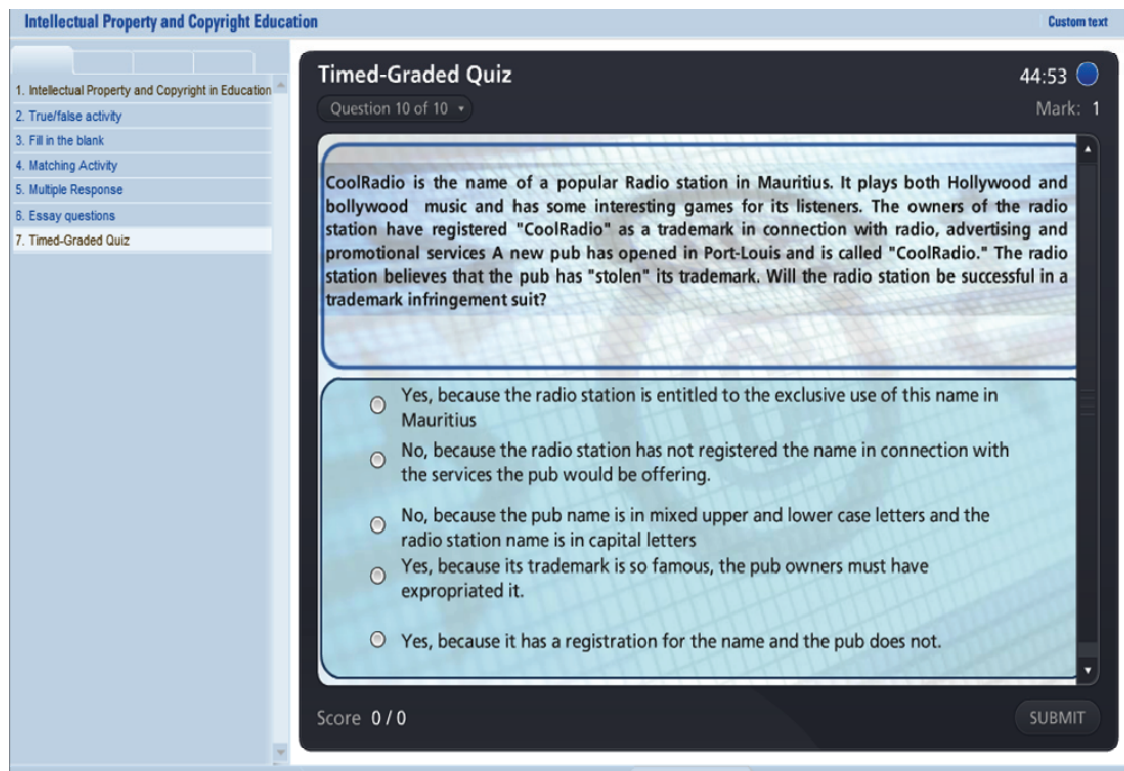 Intellectual Property and Copyright Education
Custom text
1. Intellectual Property and Copyright in Education
2. True/false activity
3. Fill in the blank
4. Matching Activity
5. Multiple Response
6. Essay questions
7. Timed-Graded Quiz
Timed-Graded Quiz
44:53
Question 10 of 10
Mark: 1
CoolRadio is the name of a popular Radio station in Mauritius. It plays both Hollywood and
bollywood music and has some interesting games for its listeners. The owners of the radio
station have registered "CoolRadio" as a trademark in connection with radio, advertising and
promotional services A new pub has opened in Port-Louis and is called "CoolRadio." The radio
station believes that the pub has "stolen" its trademark. Will the radio station be successful in a
trademark infringement suit?
Yes, because the radio station is entitled to the exclusive use of this name in
Mauritius
No, because the radio station has not registered the name in connection with
the services the pub would be offering.
No, because the pub name is in mixed upper and lower case letters and the
radio station name is in capital letters
Yes, because its trademark is so famous, the pub owners must have
expropriated it.
Yes, because it has a registration for the name and the pub does not.
Score 0 / 0
SUBMIT